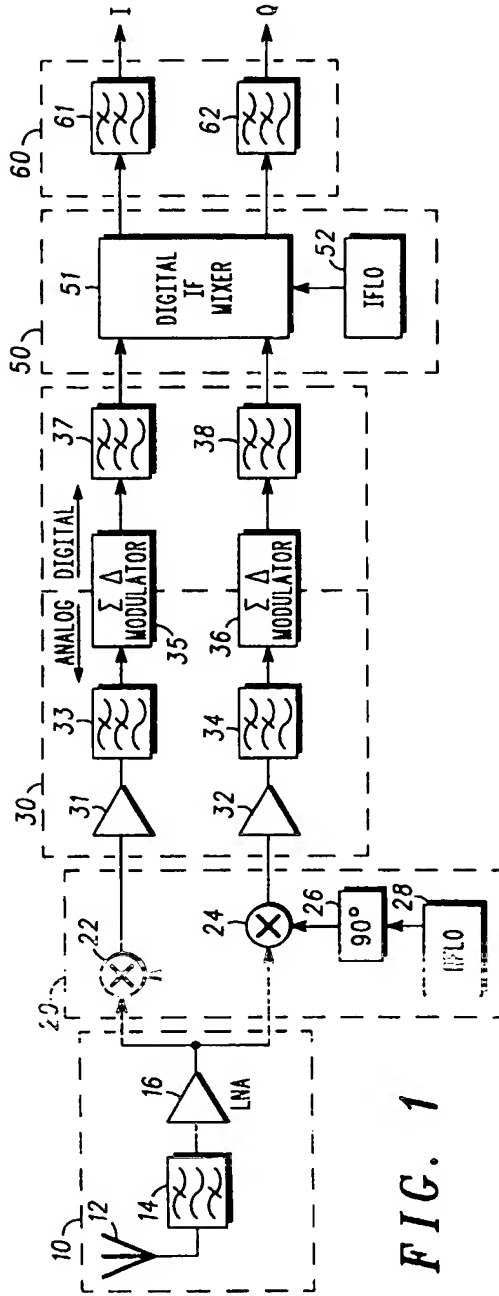 10
12
14
16
LNA
20
22
24
26
90°
28
30
31
32
33
34
ANALOG
DIGITAL
Σ Δ
MODULATOR
35
Σ Δ
MODULATOR
36
37
38
50
51
DIGITAL
IF
MIXER
52
IFLO
60
61
62
I
Q
FIG. 1